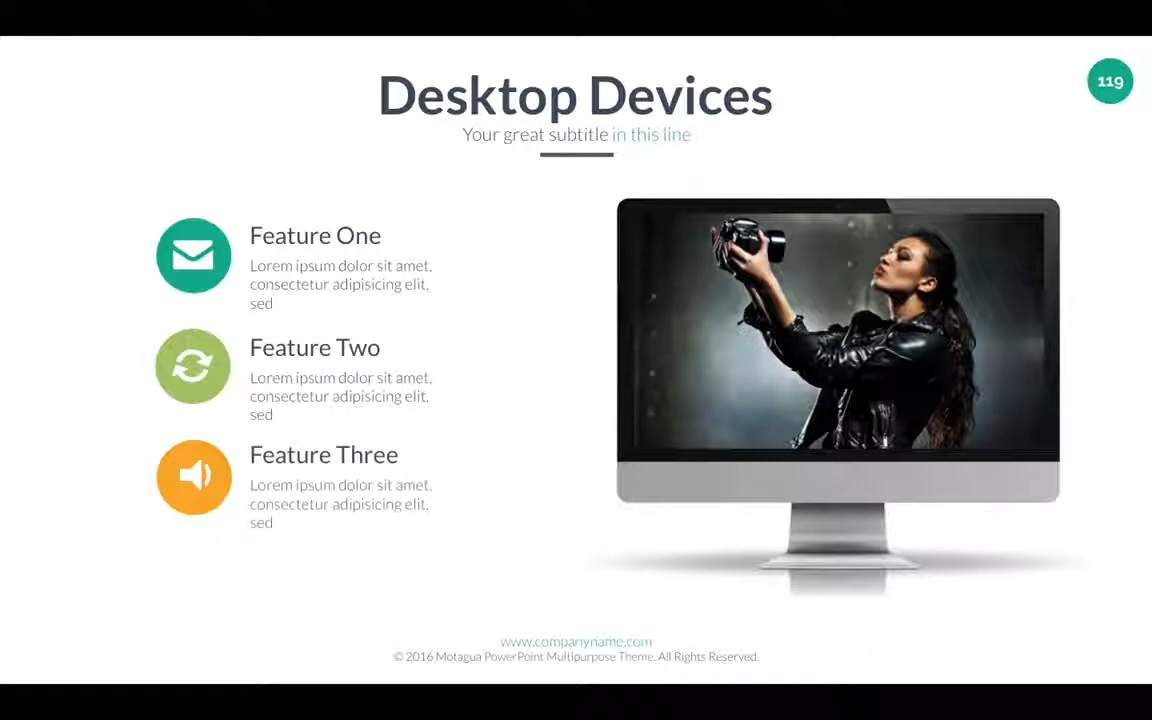 Desktop Devices
119
Your great subtitle in this line
Feature One
Lorem ipsum dolor sit amet,
consectetur adipisicing elit,
sed
Feature Two
Lorem ipsum dolor sit amet,
consectetur adipisicing elit,
sed
Feature Three
Lorem ipsum dolor sit amet,
consectetur adipisicing elit,
sed
www.companyname.com
© 2016 Motagua PowerPoint Multipurpose Theme. All Rights Reserved.